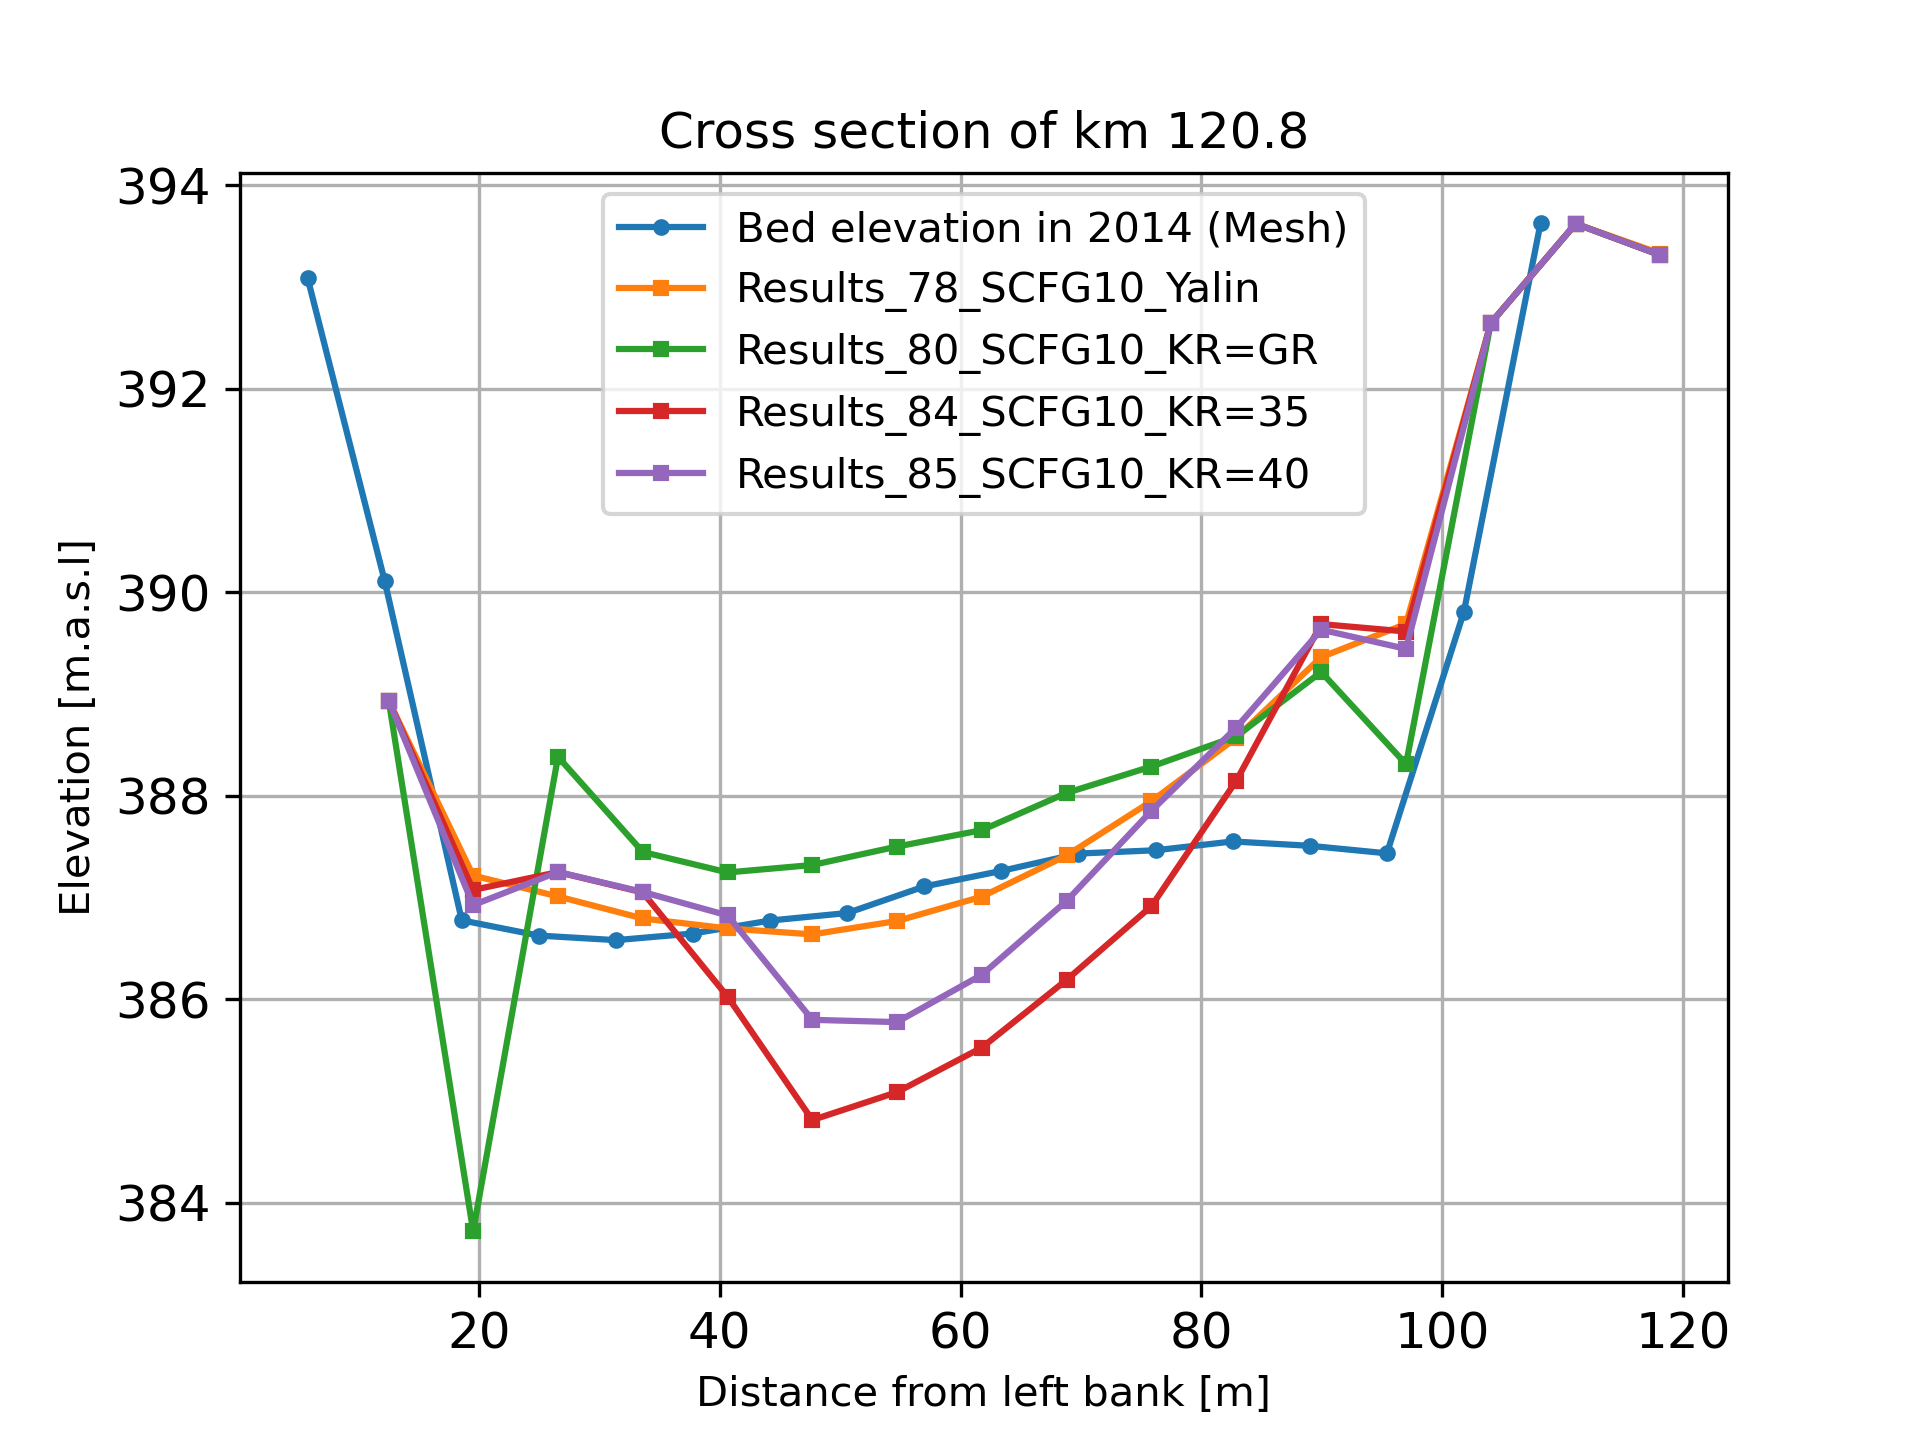 Cross section of km 120.8
394
392
390
388
386
384
Elevation [m.a.s.l]
Bed elevation in 2014 (Mesh)
Results_78_SCFG10_Yalin
Results_80_SCFG10_KR=GR
Results_84_SCFG10_KR=35
Results_85_SCFG10_KR=40
20 40 60 80 100 120
Distance from left bank [m]